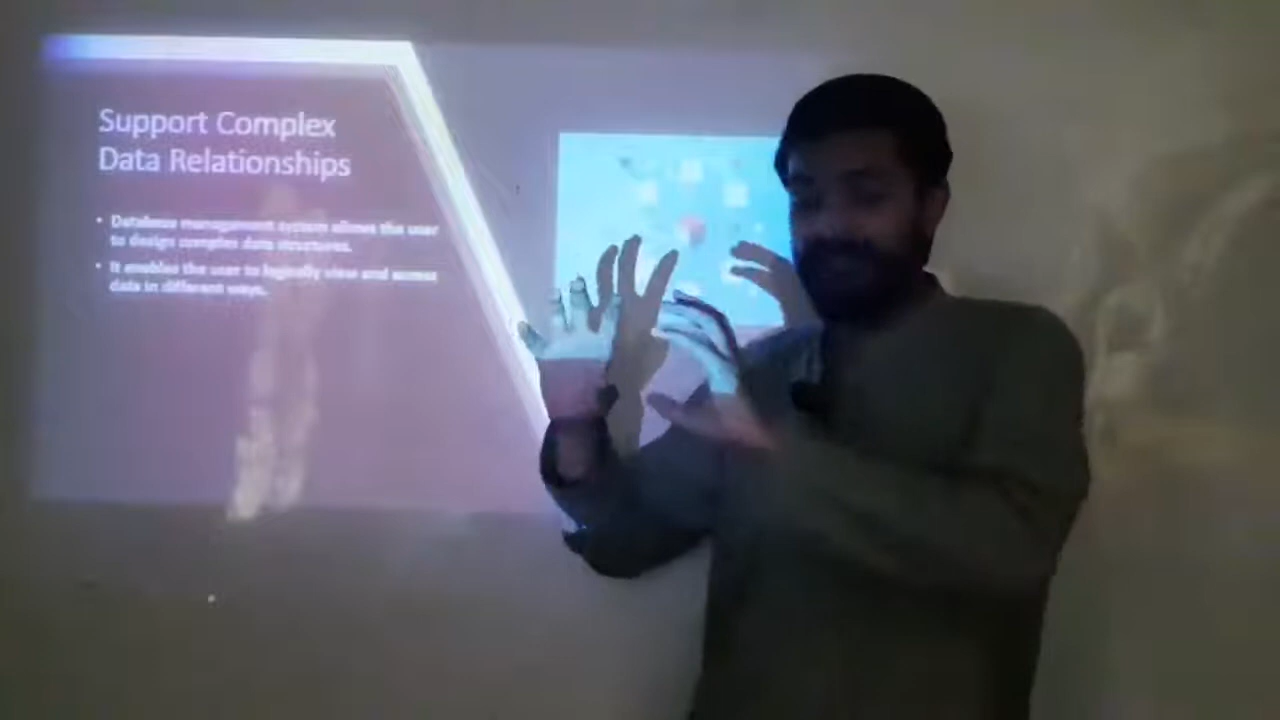 Support Complex
Data Relationships
• Database management system allows the user
to design complex data structures.
• It enables the user to logically view and access
data in different ways.